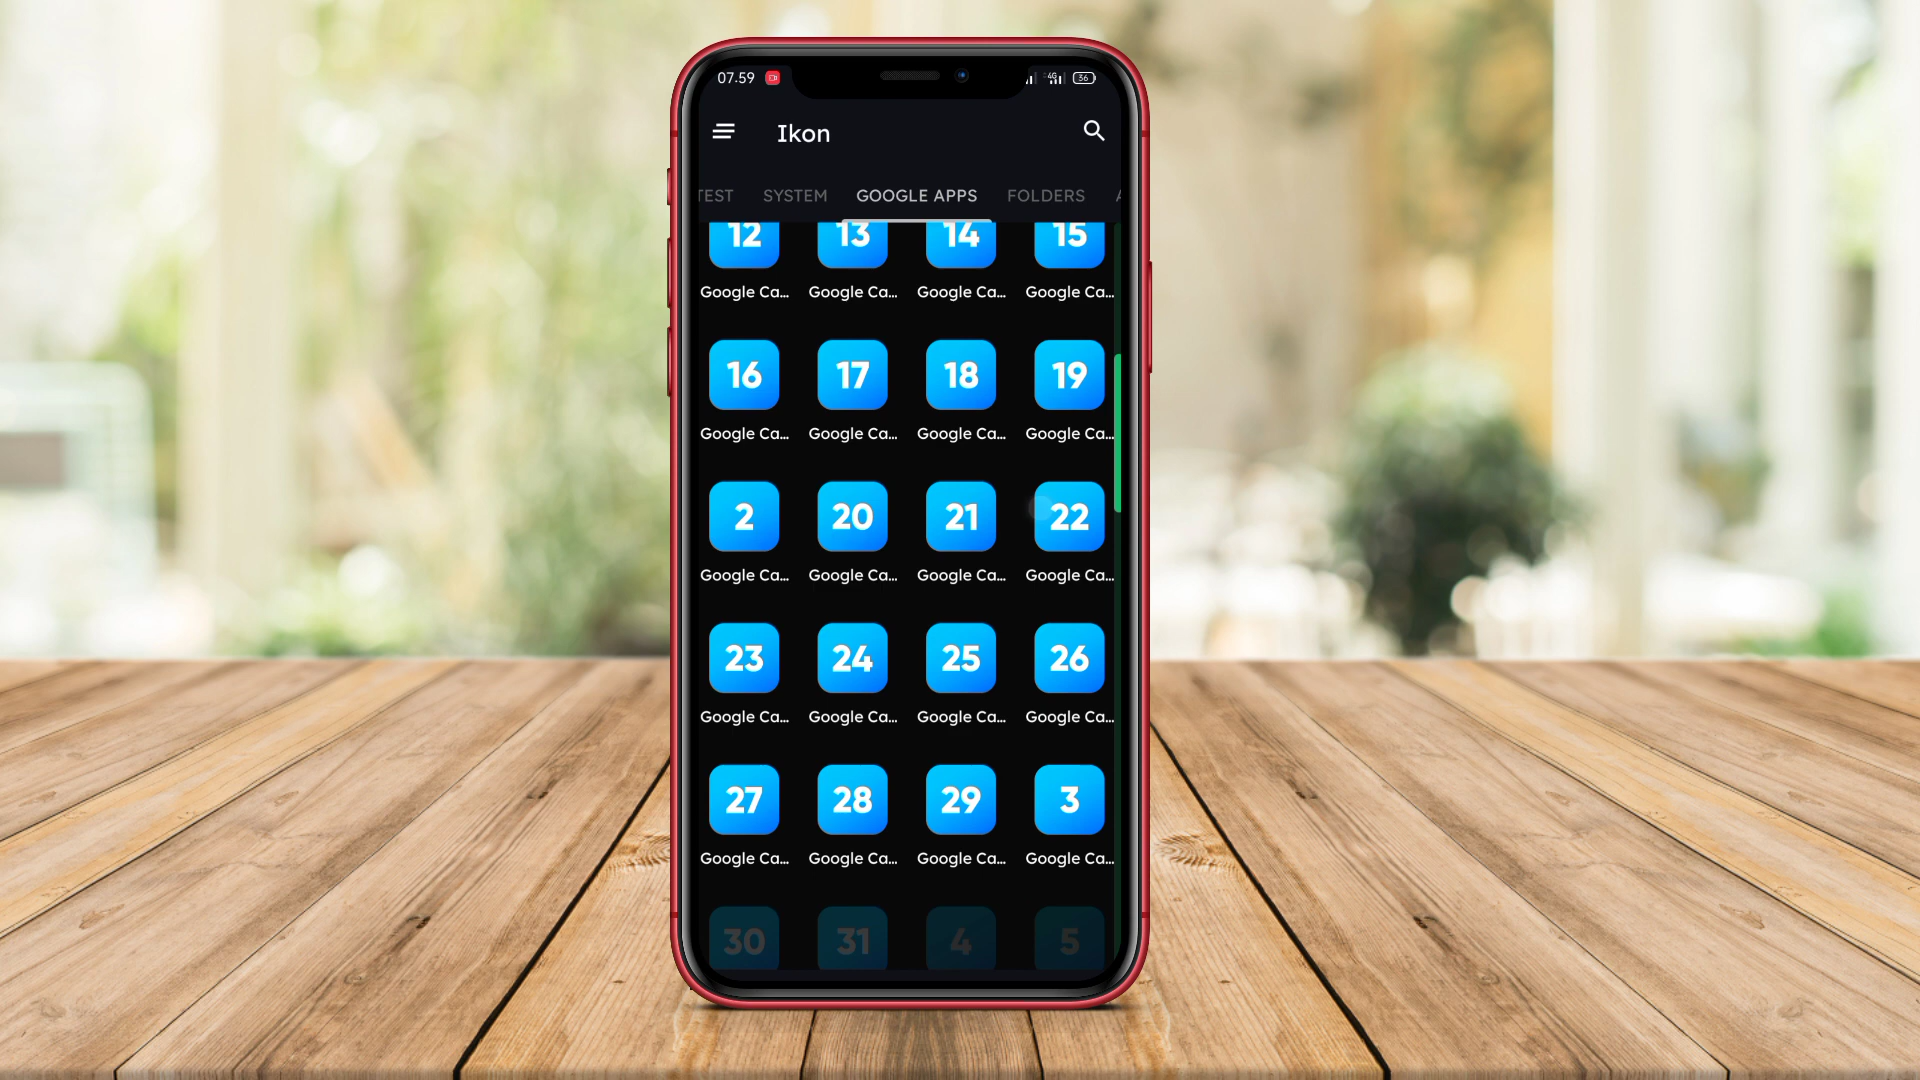 07.59 4G 36
Ikon
TEST SYSTEM GOOGLE APPS FOLDERS
12 13 14 15
Google Ca... Google Ca... Google Ca... Google Ca...
16 17 18 19
Google Ca... Google Ca... Google Ca... Google Ca...
2 20 21 22
Google Ca... Google Ca... Google Ca... Google Ca...
23 24 25 26
Google Ca... Google Ca... Google Ca... Google Ca...
27 28 29 3
Google Ca... Google Ca... Google Ca... Google Ca...
30 31 4 5